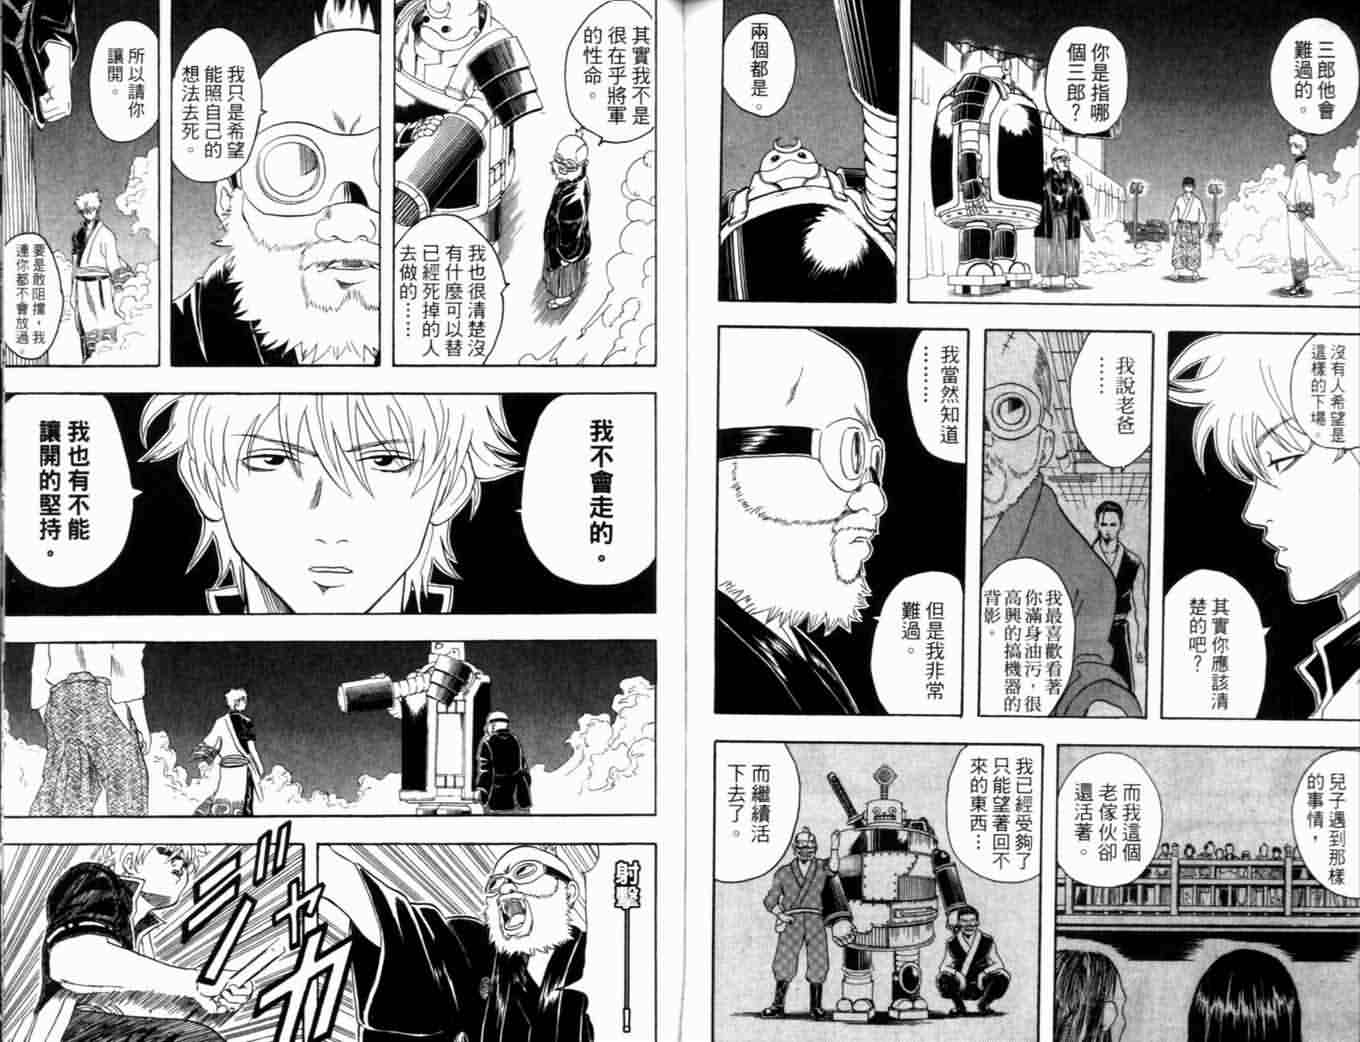 三郎他會
難過的。
你是指哪
個三郎？
兩個都是。
沒有人希望是
這樣的下場。
其實你應該清
楚的吧？
我說老爸
……
我最喜歡看著
你滿身油污，很
高興的搞機器的
背影。
我當然知道
………
但是我非常
難過。
兒子遇到那樣
的事情，
而我這個
老傢伙卻
還活著。
我已經受夠了
只能望著回不
來的東西…
而繼續活
下去了。
其實我不是
很在乎將軍
的性命。
我也很清楚沒
有什麼可以替
已經死掉的人
去做的……
我只是希望
能照自己的
想法去死。
所以請你
讓開。
要是敢阻擋，我
連你都不會放過。
我不會走的。
我也有不能
讓開的堅持。
射擊——！
ジャカ